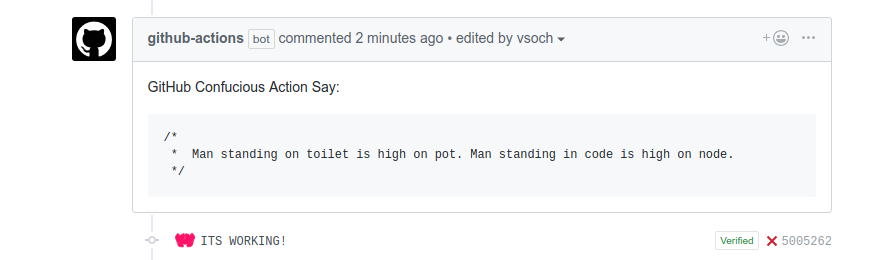 github-actions bot commented 2 minutes ago • edited by vsoch
GitHub Confucious Action Say:
/*
*  Man standing on toilet is high on pot. Man standing in code is high on node.
*/
ITS WORKING! Verified 5005262